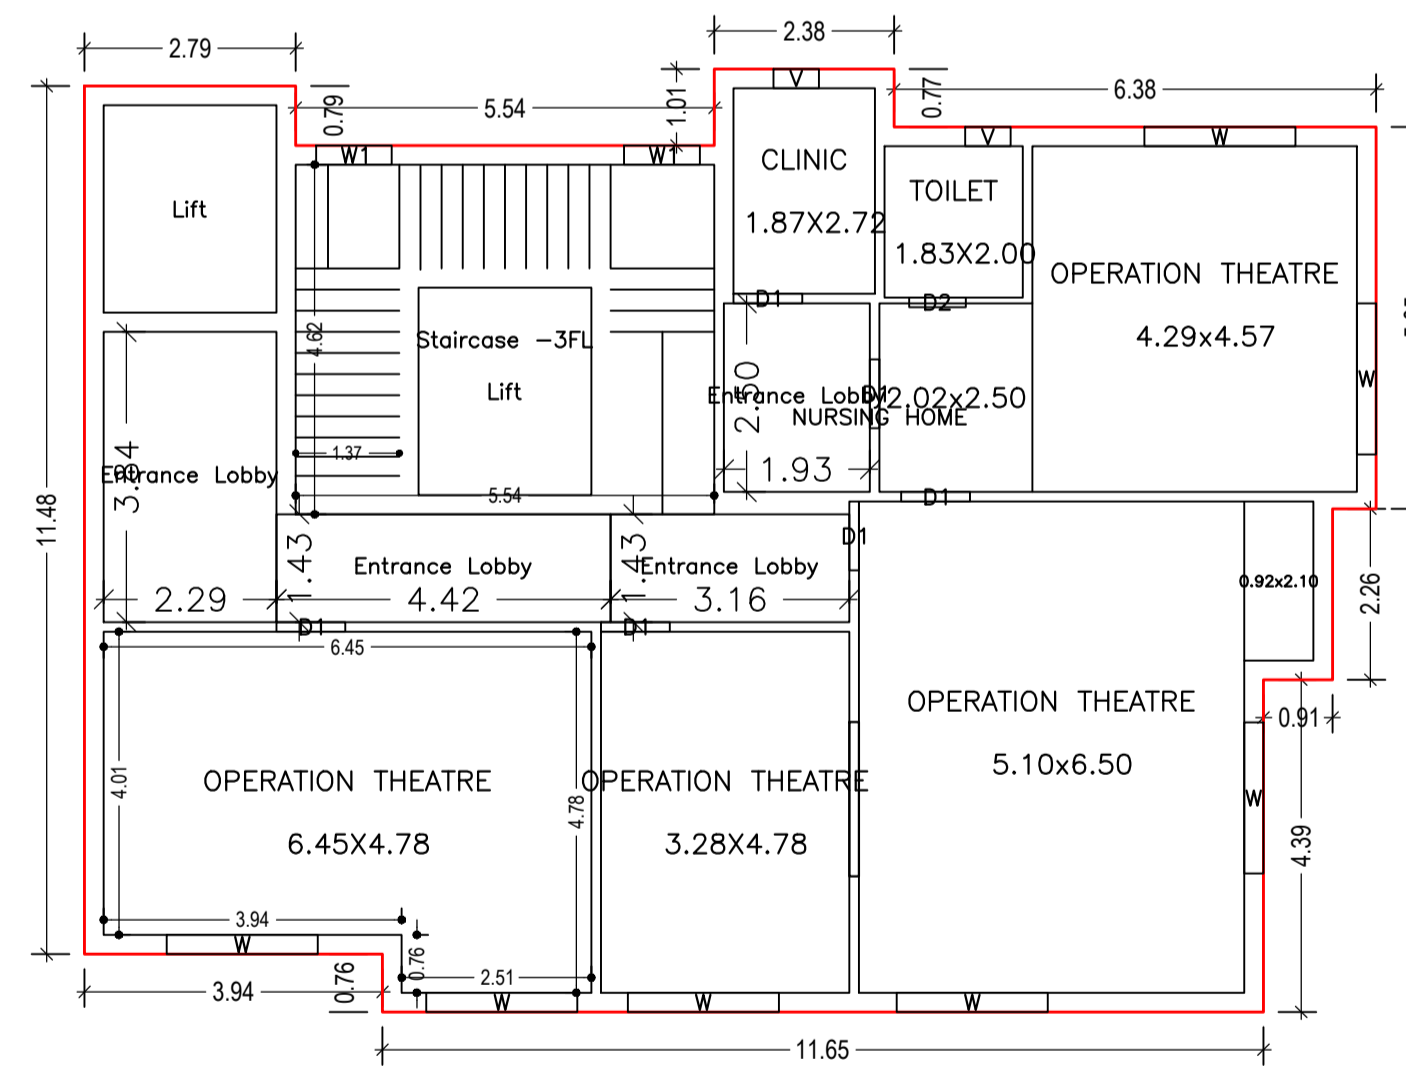 2.38
2.79
0.79
5.54
1.01
V
0.77
6.38
W1
V
W
CLINIC
1.87X2.72
TOILET
1.83X2.00
Lift
OPERATION THEATRE
4.29x4.57
D1
D2
4.62
Staircase -3FL
Lift
W
2.50
Entrance Lobby
D1
2.02x2.50
NURSING HOME
1.93
1.37
5.54
D1
Entrance Lobby
11.48
1.43
Entrance Lobby
1.43
Entrance Lobby
D1
2.29
4.42
3.16
0.92x2.10
2.26
D1
D1
6.45
OPERATION THEATRE
5.10x6.50
0.91
4.01
OPERATION THEATRE
6.45X4.78
4.78
OPERATION THEATRE
3.28X4.78
W
4.39
3.94
W
0.76
2.51
3.94
0.76
W
W
W
11.65